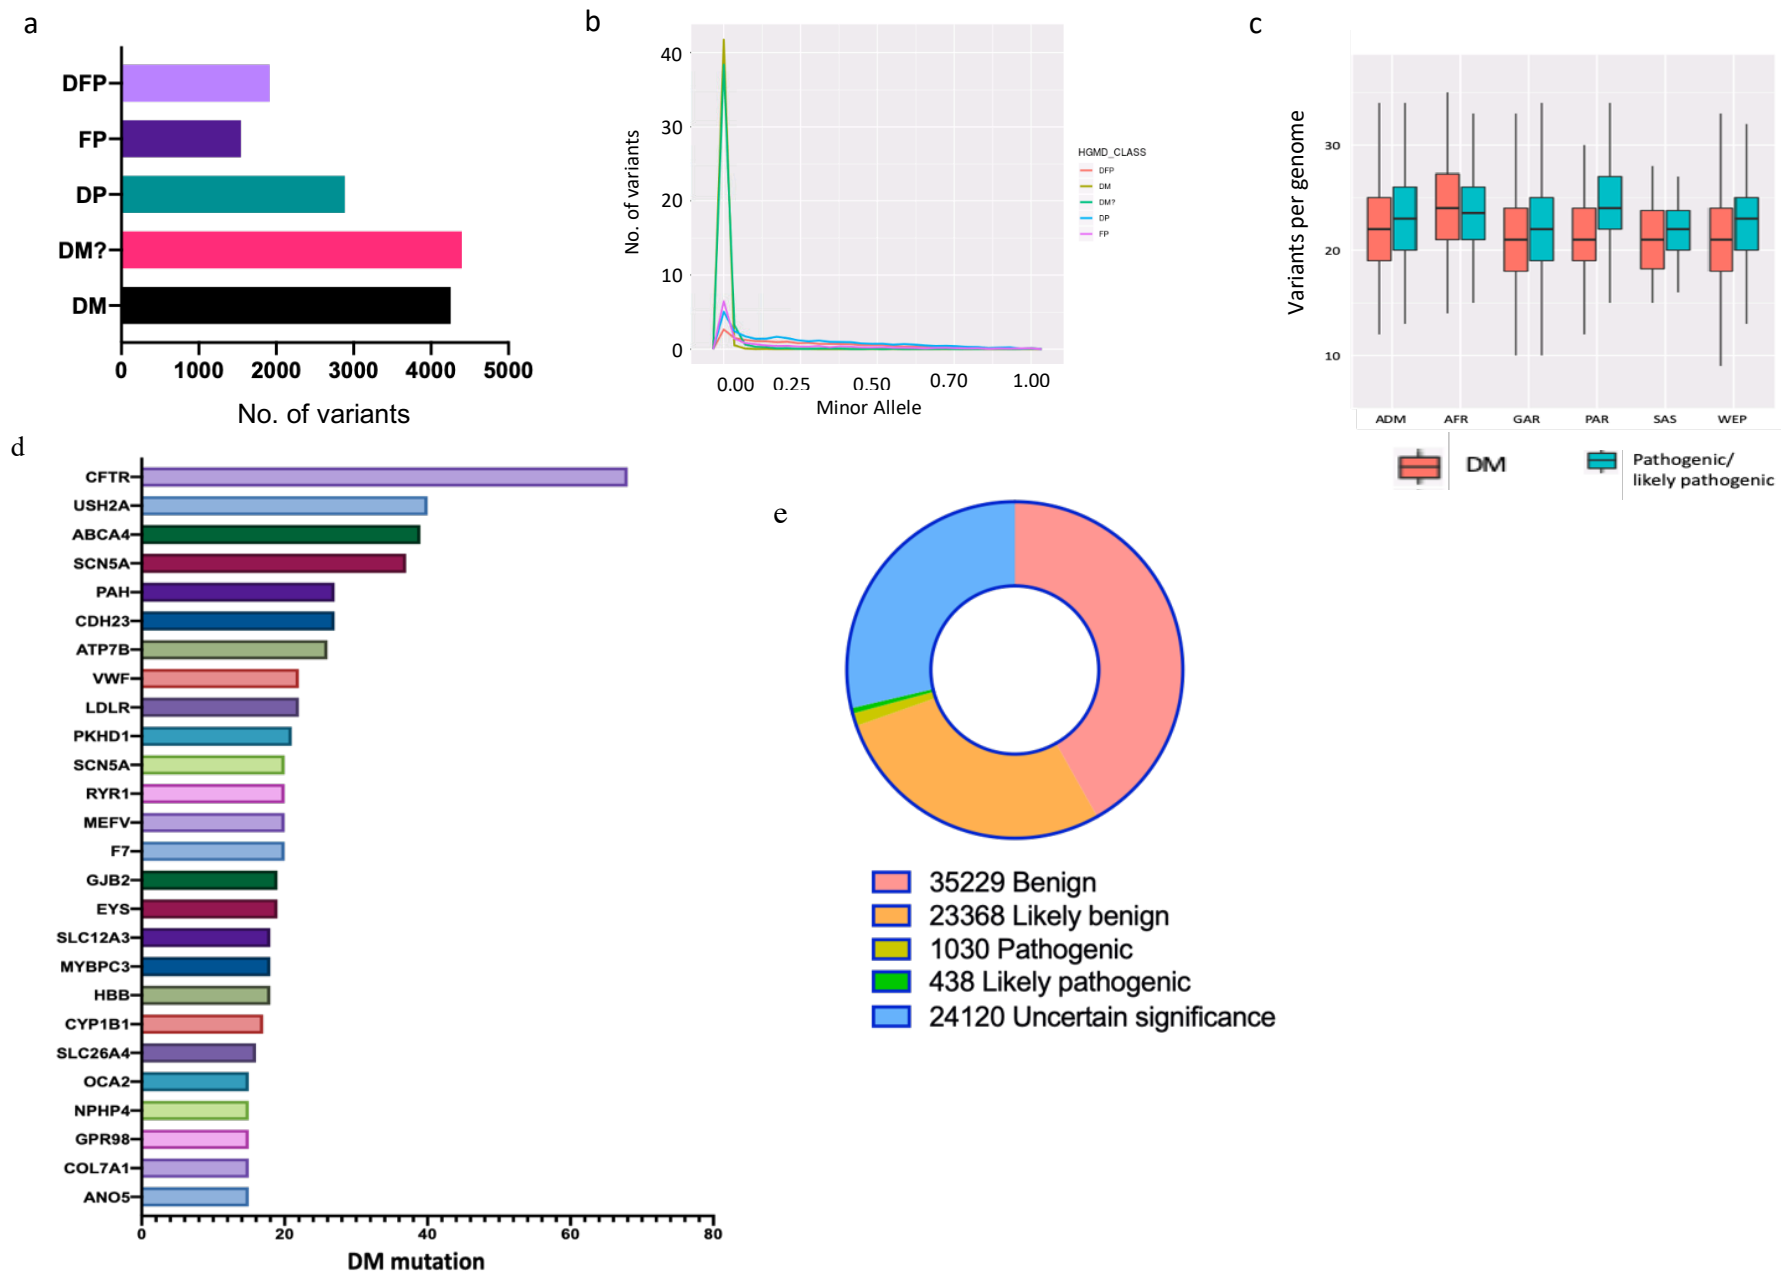 a
DFP
FP
DP
DM?
DM
0 1000 2000 3000 4000 5000
No. of variants
b
No. of variants
40
30
20
10
0
0.00 0.25 0.50 0.70 1.00
Minor Allele
HGMD_CLASS
DFP
DM
DM?
DP
FP
c
Variants per genome
30
20
10
ADM AFR GAR PAR SAS WEP
DM
Pathogenic/
likely pathogenic
d
CFTR
USH2A
ABCA4
SCN5A
PAH
CDH23
ATP7B
VWF
LDLR
PKHD1
SCN5A
RYR1
MEFV
F7
GJB2
EYS
SLC12A3
MYBPC3
HBB
CYP1B1
SLC26A4
OCA2
NPHP4
GPR98
COL7A1
ANO5
0 20 40 60 80
DM mutation
e
35229 Benign
23368 Likely benign
1030 Pathogenic
438 Likely pathogenic
24120 Uncertain significance